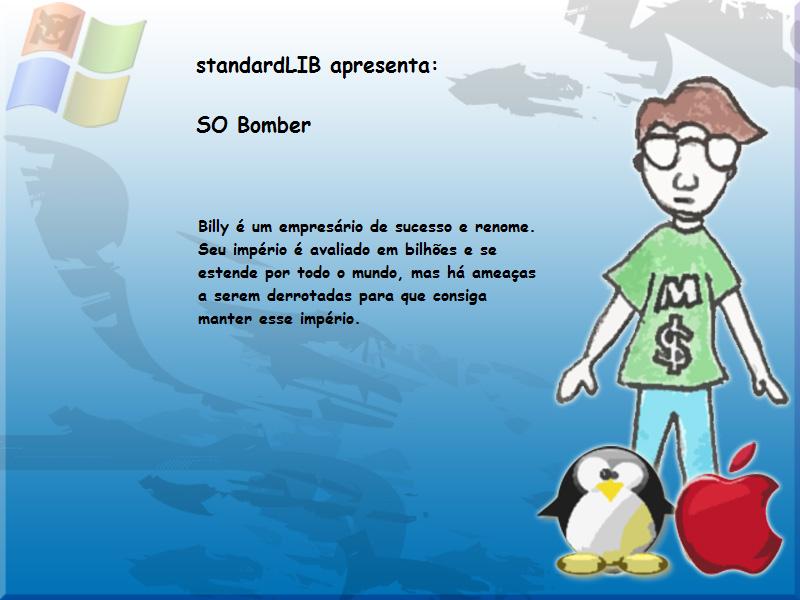 standardLIB apresenta:
SO Bomber
Billy é um empresário de sucesso e renome.
Seu império é avaliado em bilhões e se
estende por todo o mundo, mas há ameaças
a serem derrotadas para que consiga
manter esse império.
M
$